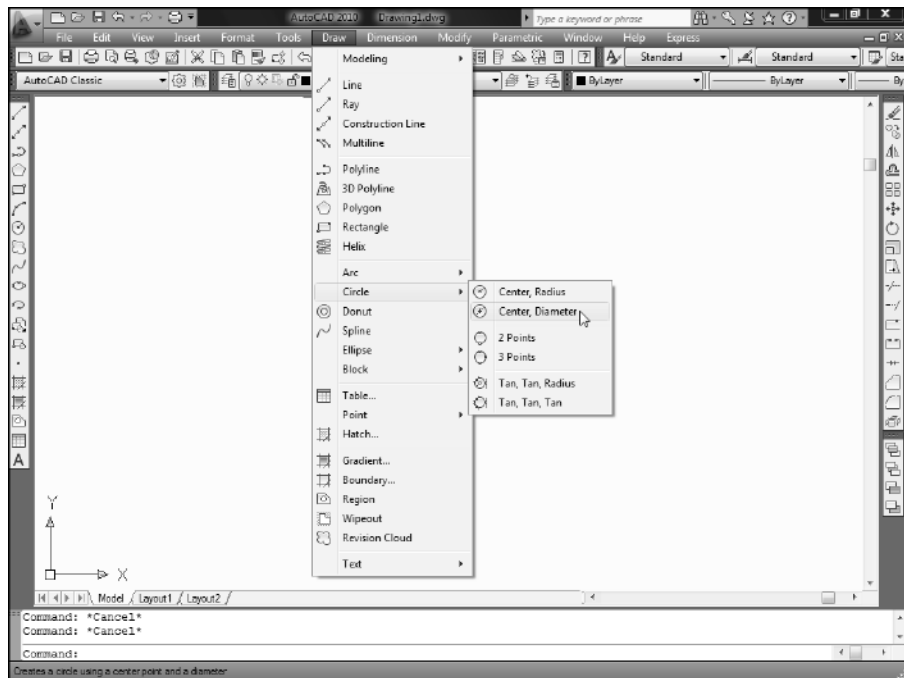 AutoCAD 2010 Drawing1.dwg Type a keyword or phrase
File Edit View Insert Format Tools Draw Dimension Modify Parametric Window Help Express
Standard Standard Sta
AutoCAD Classic ByLayer ByLayer By
Modeling
Line
Ray
Construction Line
Multiline
Polyline
3D Polyline
Polygon
Rectangle
Helix
Arc
Circle
Donut
Spline
Ellipse
Block
Table...
Point
Hatch...
Gradient...
Boundary...
Region
Wipeout
Revision Cloud
Text
Center, Radius
Center, Diameter
2 Points
3 Points
Tan, Tan, Radius
Tan, Tan, Tan
A
Y
X
Model Layout1 Layout2
Command: *Cancel*
Command: *Cancel*
Command:
Creates a circle using a center point and a diameter